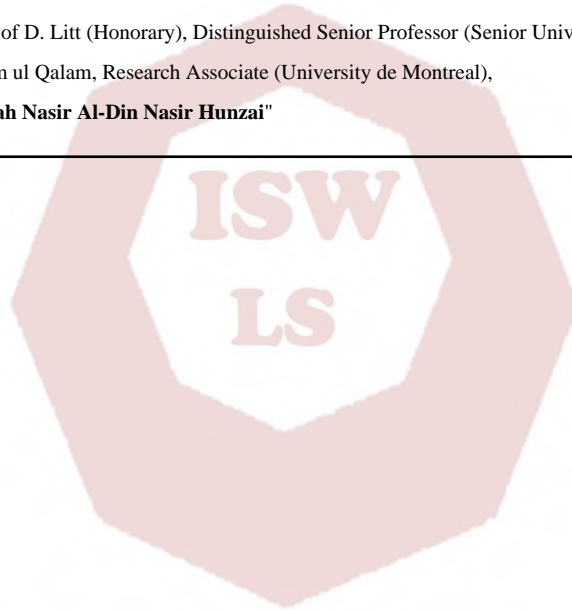 of D. Litt (Honorary), Distinguished Senior Professor (Senior Univ
n ul Qalam, Research Associate (University de Montreal),
ah Nasir Al-Din Nasir Hunzai"
ISW
LS